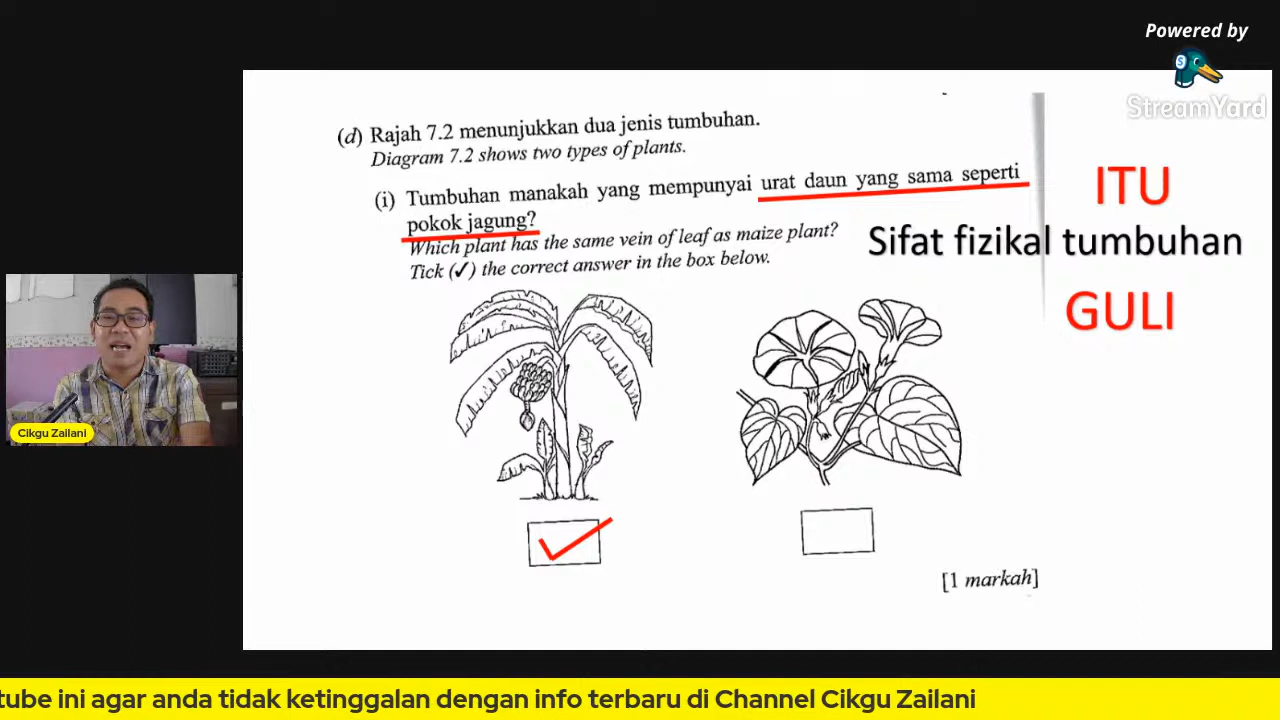 Powered by
StreamYard
(d) Rajah 7.2 menunjukkan dua jenis tumbuhan.
Diagram 7.2 shows two types of plants.
(i) Tumbuhan manakah yang mempunyai urat daun yang sama seperti
pokok jagung?
Which plant has the same vein of leaf as maize plant?
Tick (✓) the correct answer in the box below.
ITU
Sifat fizikal tumbuhan
GULI
[1 markah]
Cikgu Zailani
tube ini agar anda tidak ketinggalan dengan info terbaru di Channel Cikgu Zailani